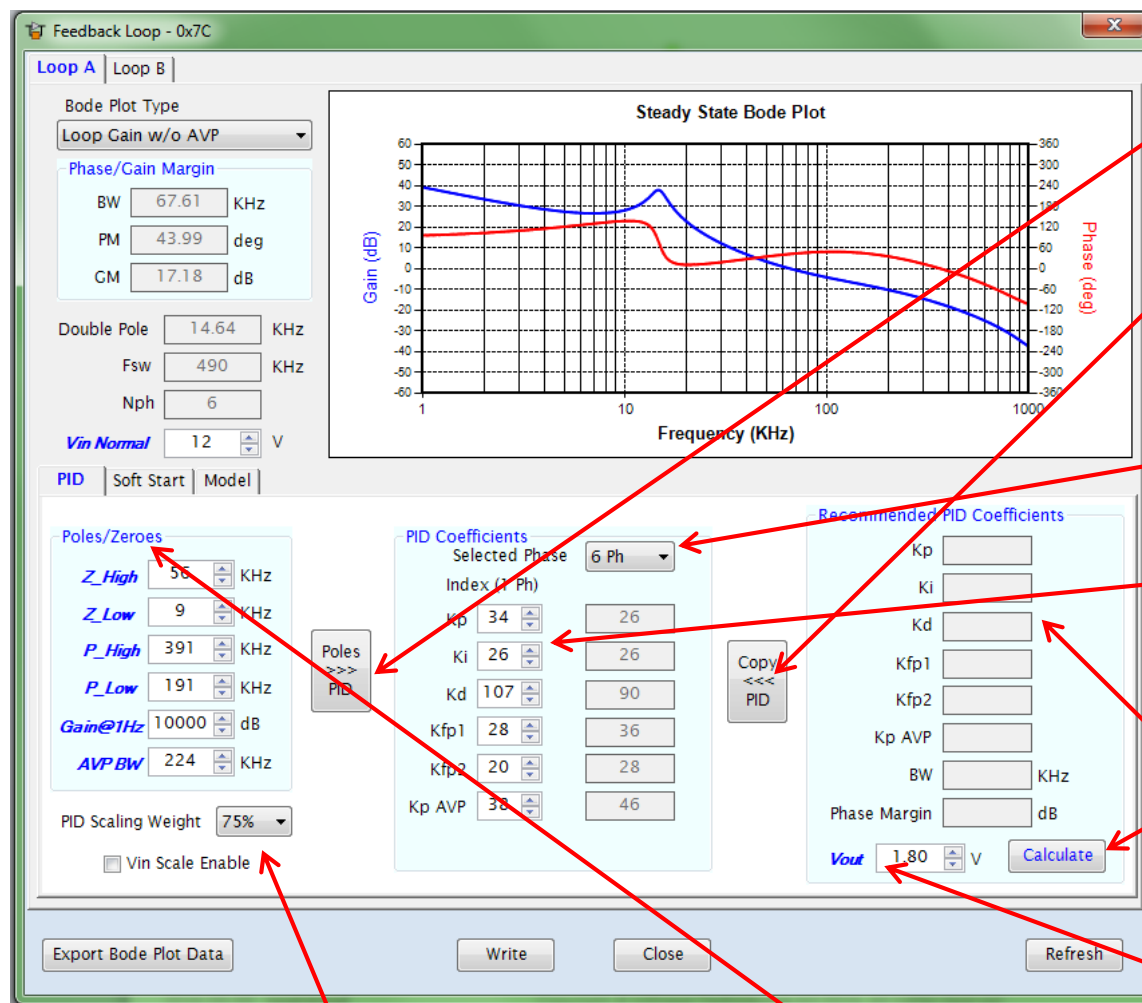 Feedback Loop - 0x7C
Loop A Loop B
Bode Plot Type
Loop Gain w/o AVP
Phase/Gain Margin
BW 67.61 KHz
PM 43.99 deg
GM 17.18 dB
Double Pole 14.64 KHz
Fsw 490 KHz
Nph 6
Vin Normal 12 V
Steady State Bode Plot
Gain (dB)
60
50
40
30
20
10
0
-10
-20
-30
-40
-50
-60
360
300
240
180
120
60
0
-60
-120
-180
-240
-300
-360
Phase (deg)
1 10 100 1000
Frequency (KHz)
PID Soft Start Model
Poles/Zeroes
Z_High 56 KHz
Z_Low 9 KHz
P_High 391 KHz
P_Low 191 KHz
Gain@1Hz 10000 dB
AVP BW 224 KHz
PID Scaling Weight 75%
Vin Scale Enable
Poles
>>>
PID
PID Coefficients
Selected Phase 6 Ph
Index (1 Ph)
Kp 34 26
Ki 26 26
Kd 107 90
Kfp1 28 36
Kfp2 20 28
Kp AVP 38 46
Copy
<<<
PID
Recommended PID Coefficients
Kp
Ki
Kd
Kfp1
Kfp2
Kp AVP
BW KHz
Phase Margin dB
Vout 1.80 V Calculate
Export Bode Plot Data Write Close Refresh